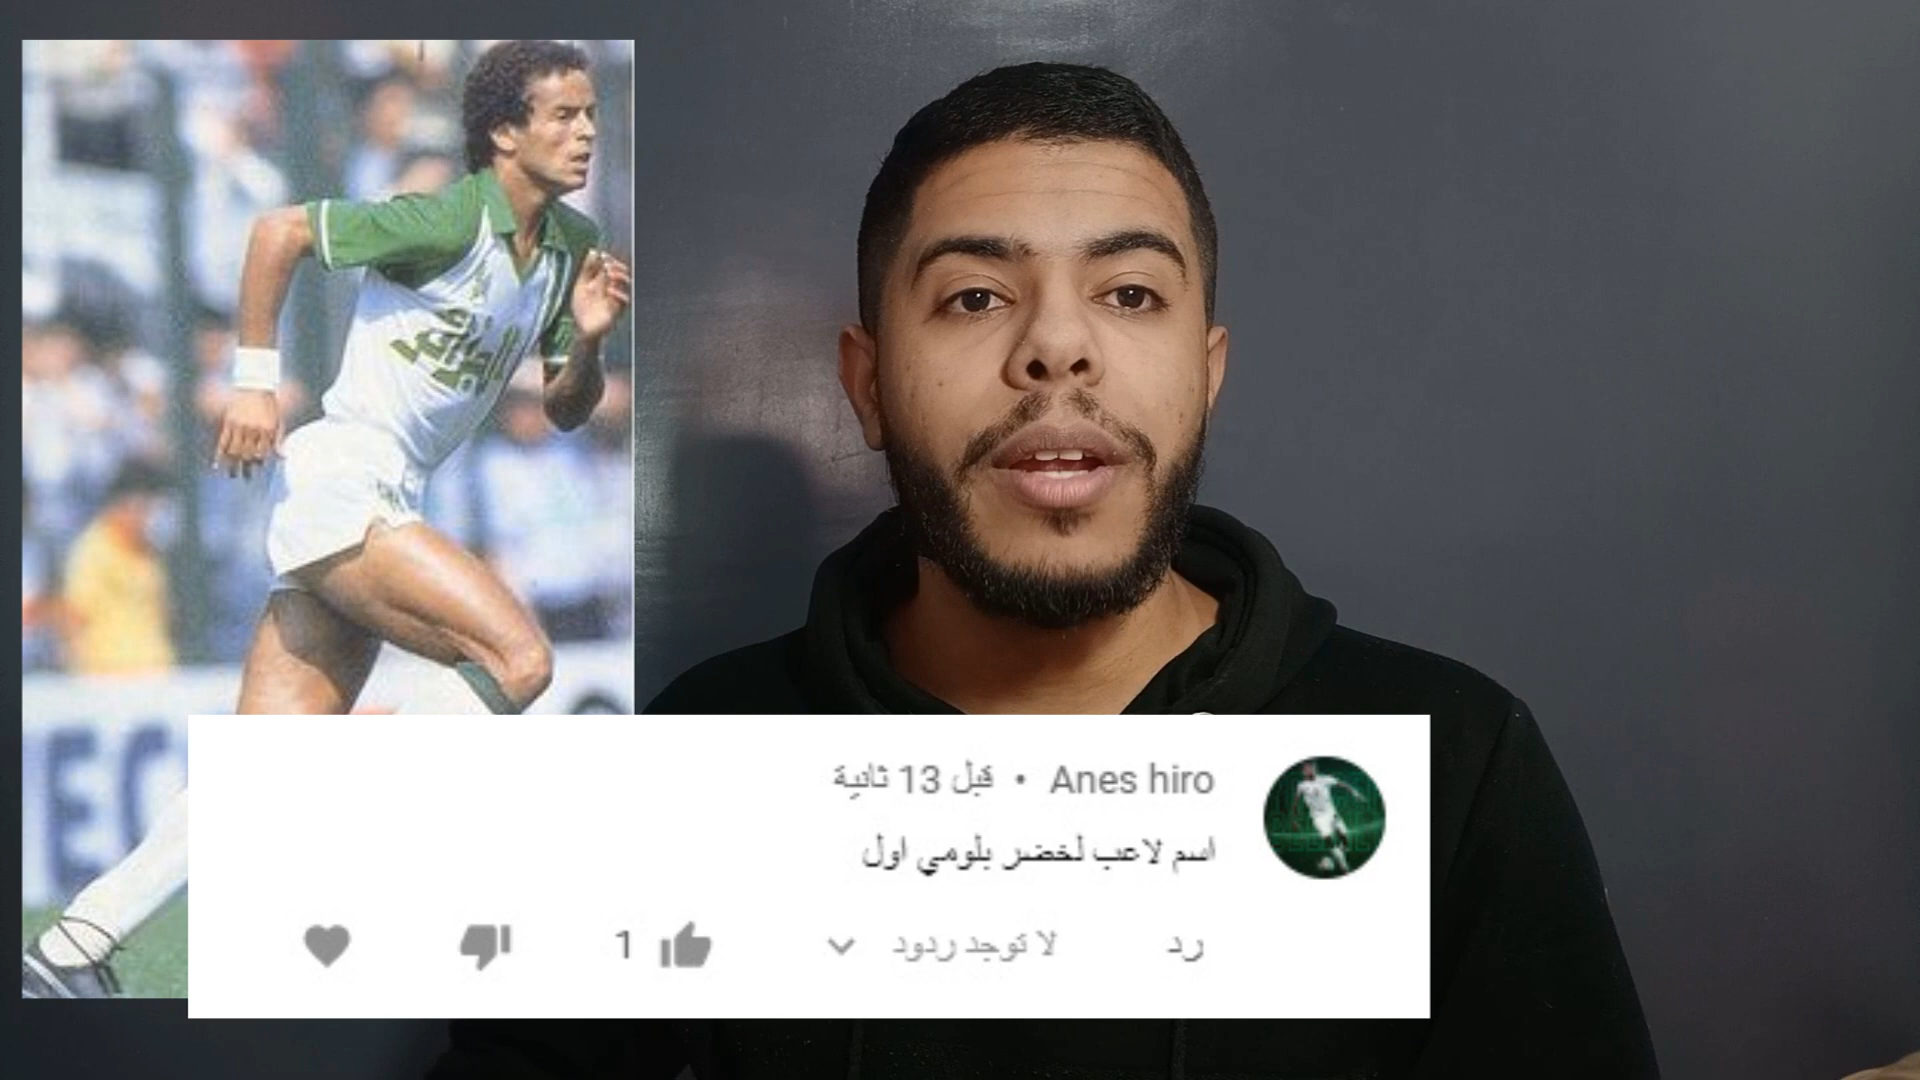 Anes hiro • قبل 13 ثانية
اسم لاعب لخضر بلومي اول
رد
لا توجد ردود
1